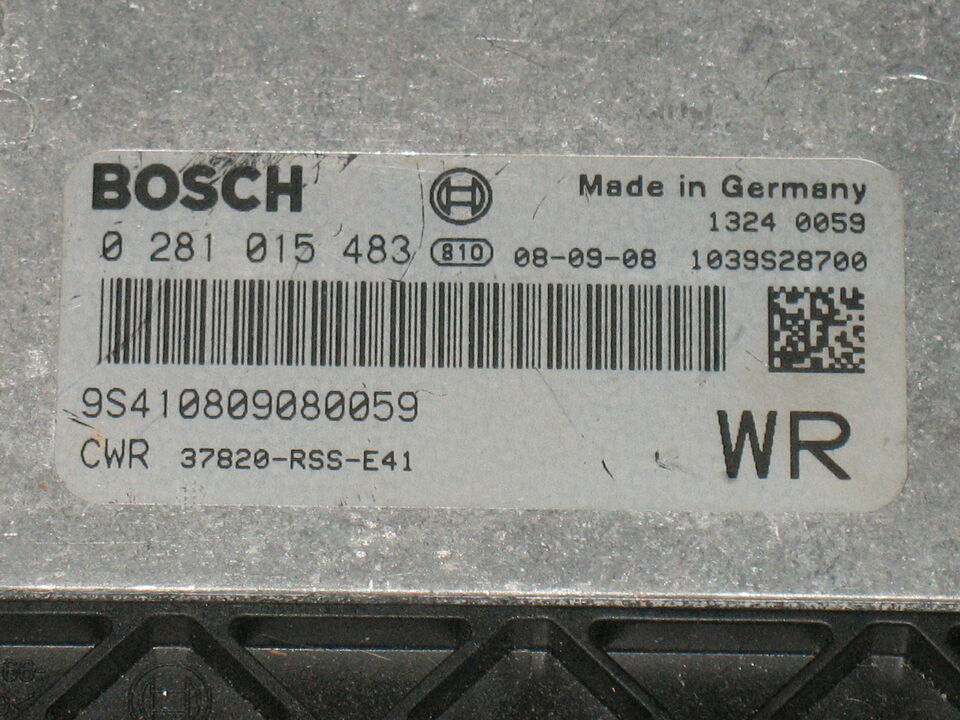 BOSCH
Made in Germany
1324 0059
0 281 015 483 810 08-09-08 1039S28700
9S410809080059
CWR 37820-RSS-E41
WR